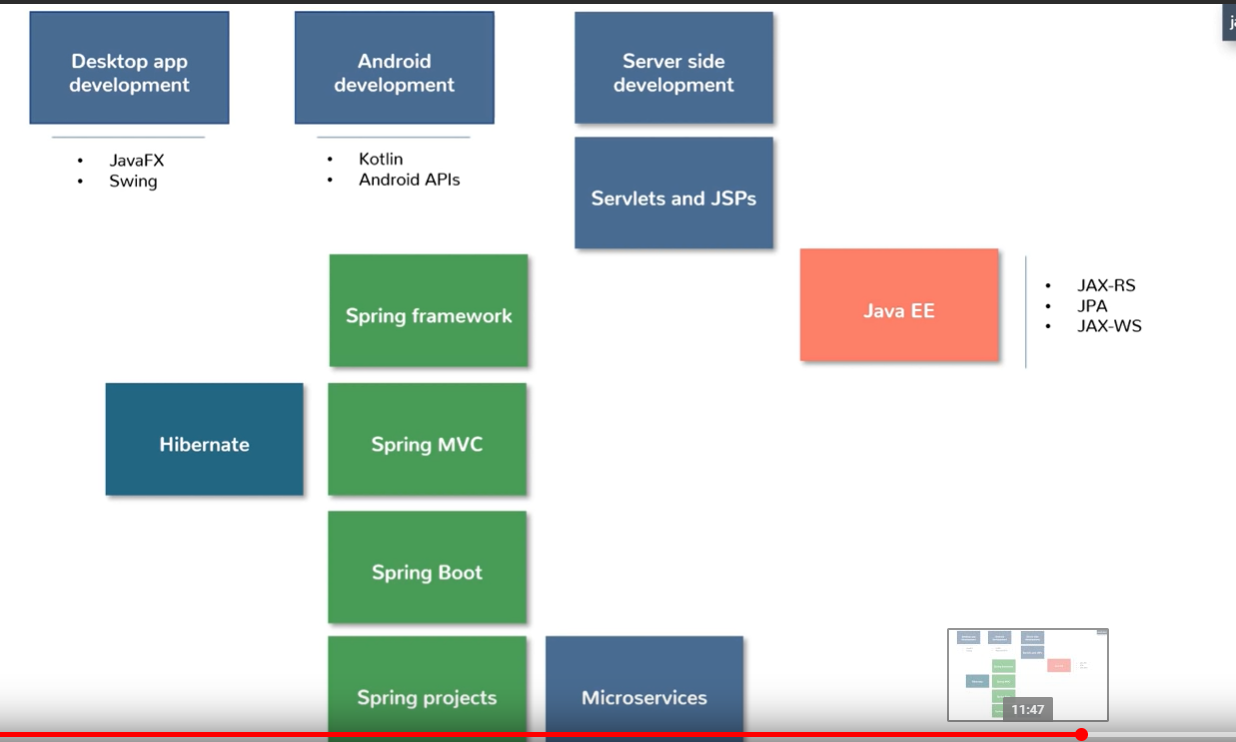 Desktop app
development
Android
development
Server side
development
JavaFX
Swing
Kotlin
Android APIs
Servlets and JSPs
Spring framework
Java EE
JAX-RS
JPA
JAX-WS
Hibernate
Spring MVC
Spring Boot
Spring projects
Microservices
11:47